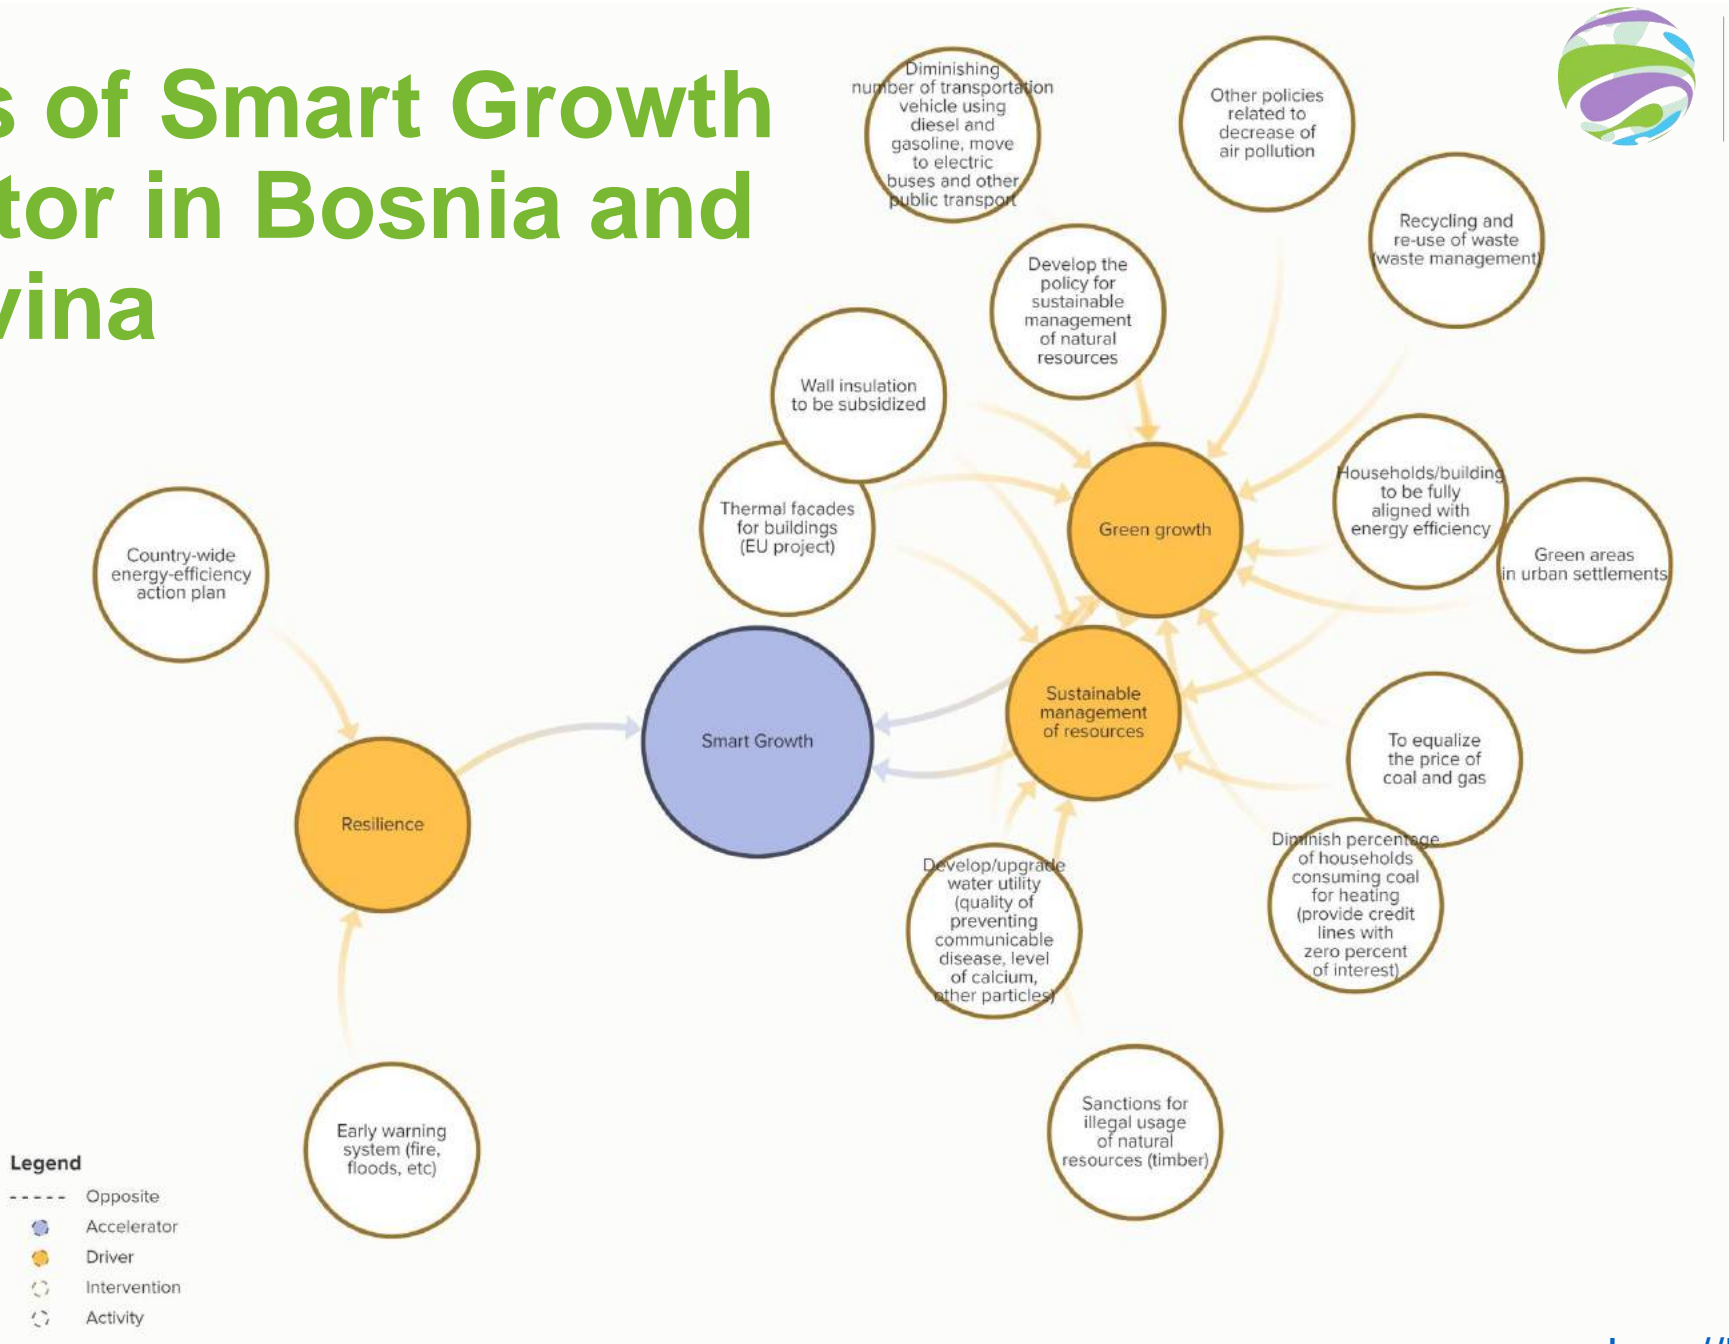 s of Smart Growth
tor in Bosnia and
vina
Diminishing
number of transportation
vehicle using
diesel and
gasoline, move
to electric
buses and other
public transport
Other policies
related to
decrease of
air pollution
Recycling and
re-use of waste
(waste management)
Develop the
policy for
sustainable
management
of natural
resources
Wall insulation
to be subsidized
Thermal facades
for buildings
(EU project)
Green growth
Households/building
to be fully
aligned with
energy efficiency
Green areas
in urban settlements
Country-wide
energy-efficiency
action plan
Smart Growth
Sustainable
management
of resources
To equalize
the price of
coal and gas
Resilience
Diminish percentage
of households
consuming coal
for heating
(provide credit
lines with
zero percent
of interest)
Develop/upgrade
water utility
(quality of
preventing
communicable
disease, level
of calcium,
other particles)
Early warning
system (fire,
floods, etc)
Sanctions for
illegal usage
of natural
resources (timber)
Legend
Opposite
Accelerator
Driver
Intervention
Activity